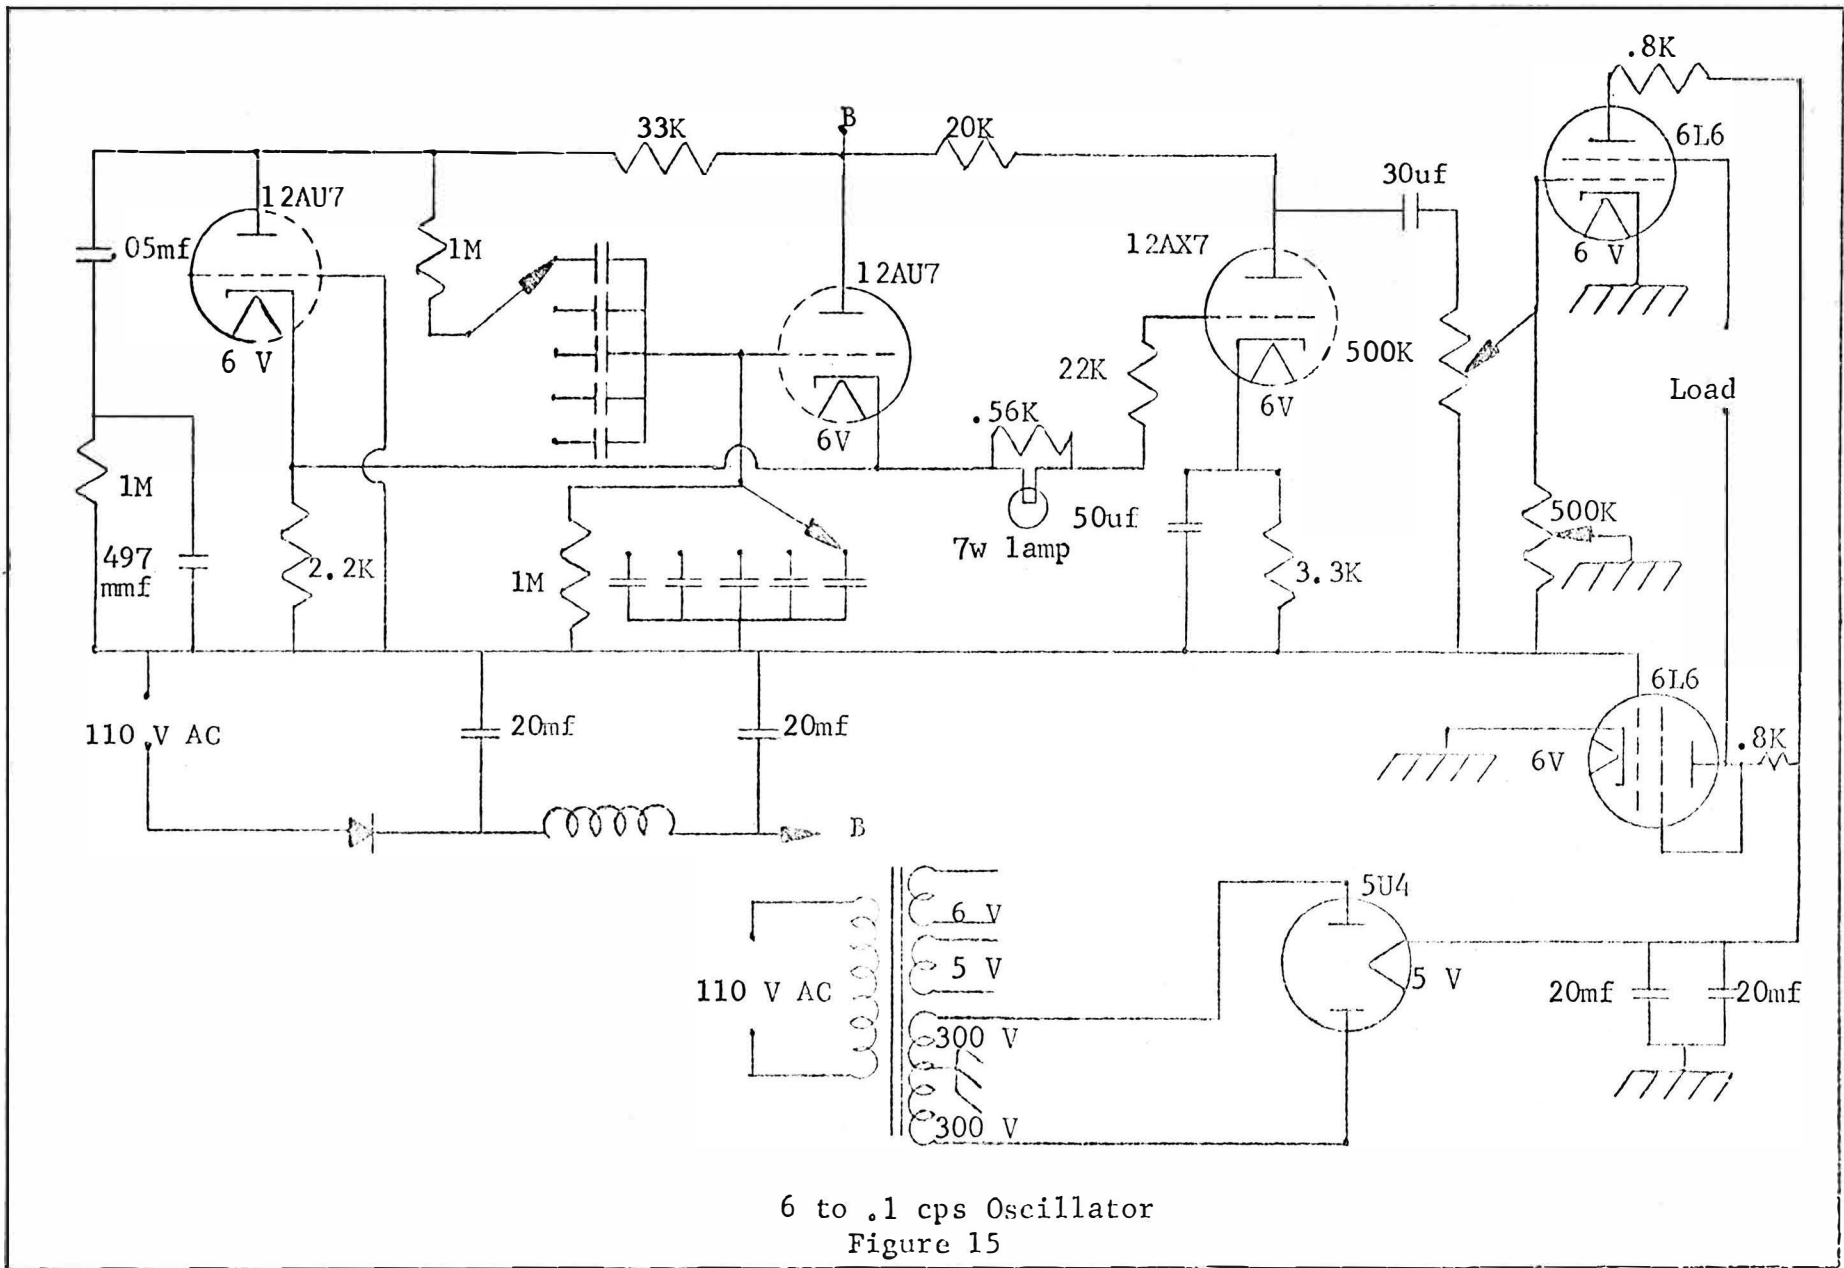 .8K
6L6
B
33K
20K
30uf
12AU7
12AX7
.05mf
1M
12AU7
6 V
6 V
500K
22K
Load
.56K
6V
6V
1M
500K
50uf
497
mmf
2.2K
7w lamp
1M
3.3K
6L6
110 V AC
20mf
20mf
.8K
6V
B
5U4
6 V
5 V
5 V
110 V AC
20mf
20mf
300 V
300 V
6 to .1 cps Oscillator
Figure 15